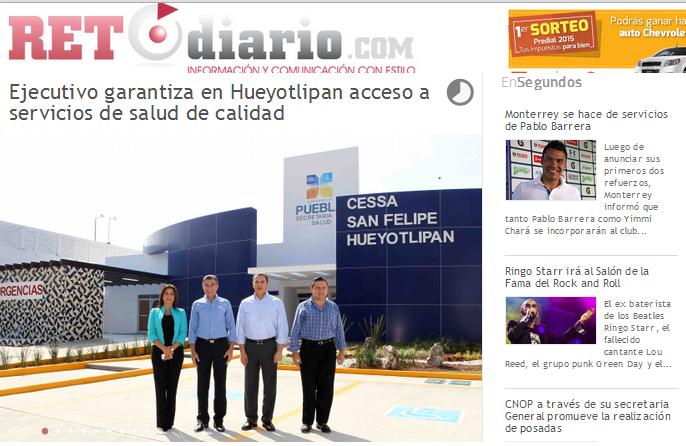 RETOdiario.COM
INFORMACIÓN Y COMUNICACIÓN CON ESTILO
1er SORTEO
Predial 2015
Tus impuestos para bien
Podrás ganar
auto Chevrole
Ejecutivo garantiza en Hueyotlipan acceso a
servicios de salud de calidad
PUEBL
SECRETARIA
SALUD
CESSA
SAN FELIPE
HUEYOTLIPAN
RGENCIAS
EnSegundos
Monterrey se hace de servicios
de Pablo Barrera
Luego de
anunciar sus
primeros dos
refuerzos,
Monterrey
informó que
tanto Pablo Barrera como Yimmi
Chará se incorporarán al club...
Ringo Starr irá al Salón de la
Fama del Rock and Roll
El ex baterista
de los Beatles
Ringo Starr, el
fallecido
cantante Lou
Reed, el grupo punk Green Day y el...
CNOP a través de su secretaria
General promueve la realización
de posadas